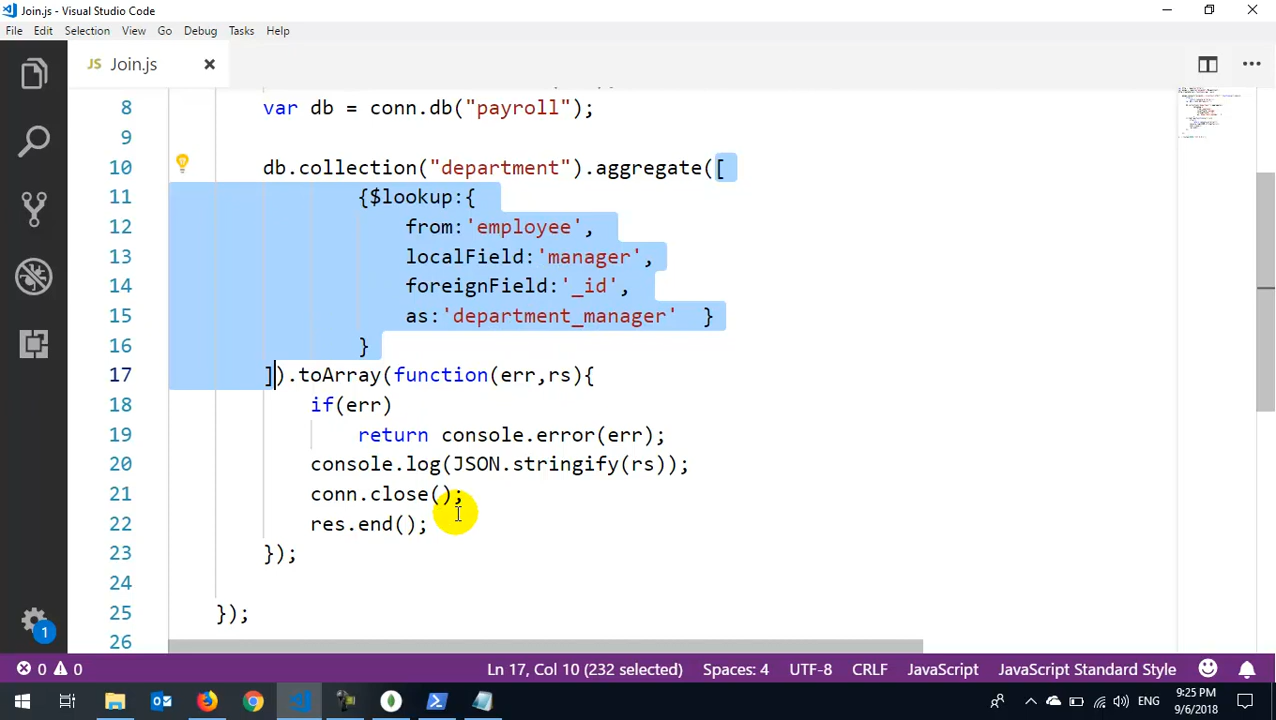 Join.js - Visual Studio Code
File Edit Selection View Go Debug Tasks Help
JS Join.js
8 var db = conn.db("payroll");
9
10 db.collection("department").aggregate([
11 {$lookup:{
12 from:'employee',
13 localField:'manager',
14 foreignField:'_id',
15 as:'department_manager' }
16 }
17 ]).toArray(function(err,rs){
18 if(err)
19 return console.error(err);
20 console.log(JSON.stringify(rs));
21 conn.close();
22 res.end();
23 });
24
25 });
26
1
0 0 Ln 17, Col 10 (232 selected) Spaces: 4 UTF-8 CRLF JavaScript JavaScript Standard Style
ENG
9:25 PM
9/6/2018